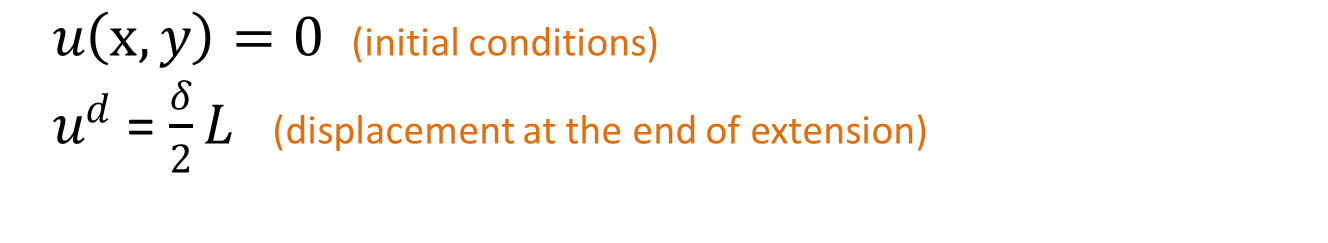 u(x, y) = 0 (initial conditions)
u^d = δ/2 L (displacement at the end of extension)